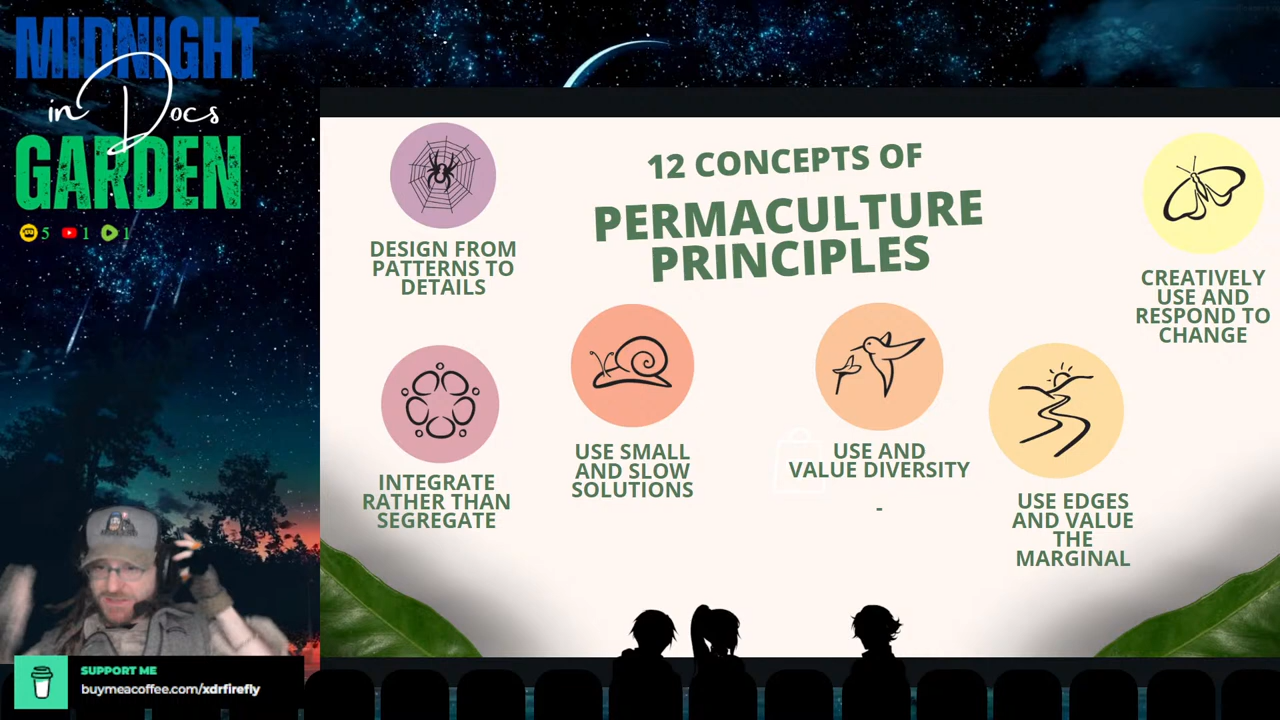 MIDNIGHT
in Docs
GARDEN
5 1 1
12 CONCEPTS OF
PERMACULTURE
PRINCIPLES
DESIGN FROM
PATTERNS TO
DETAILS
CREATIVELY
USE AND
RESPOND TO
CHANGE
INTEGRATE
RATHER THAN
SEGREGATE
USE SMALL
AND SLOW
SOLUTIONS
USE AND
VALUE DIVERSITY
-
USE EDGES
AND VALUE
THE
MARGINAL
SUPPORT ME
buymeacoffee.com/xdrfirefly